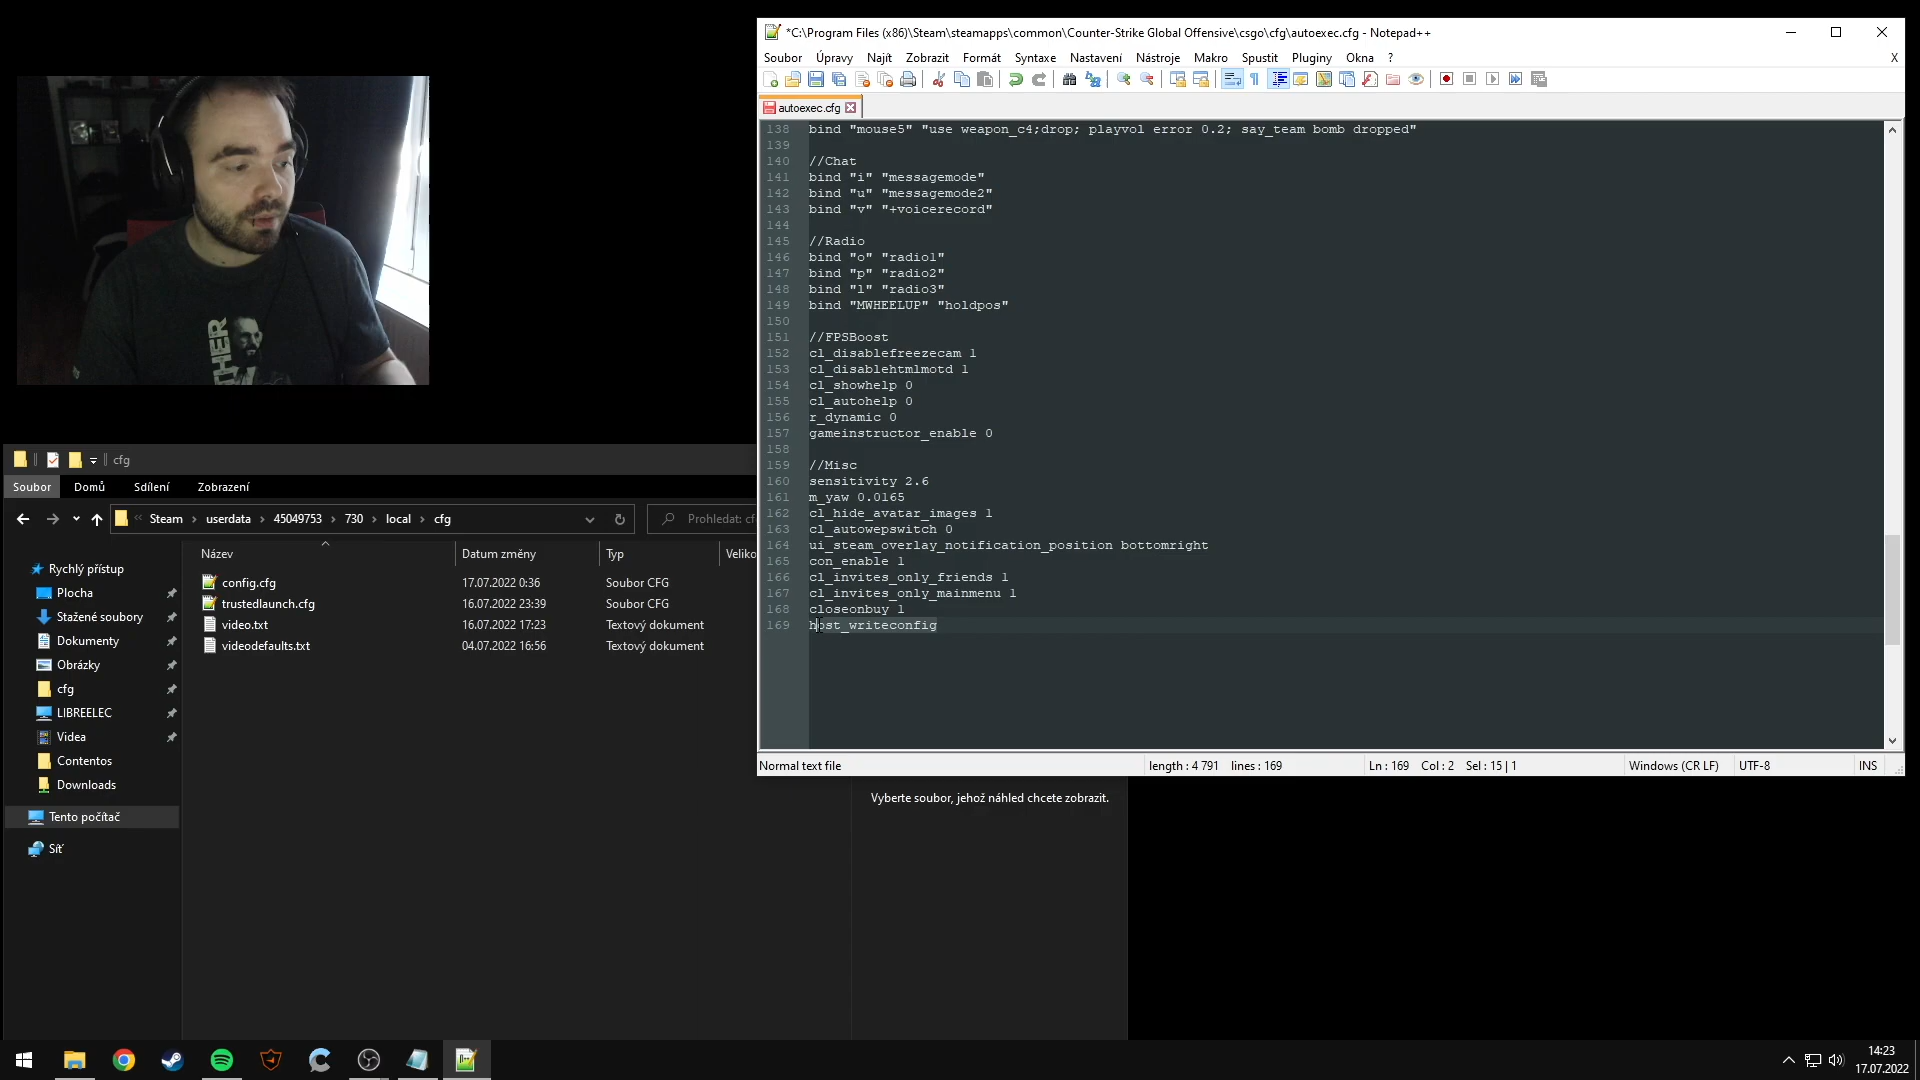 *C:\Program Files (x86)\Steam\steamapps\common\Counter-Strike Global Offensive\csgo\cfg\autoexec.cfg - Notepad++
Soubor Úpravy Najít Zobrazit Formát Syntaxe Nastavení Nástroje Makro Spustit Pluginy Okna ? X
autoexec.cfg
138 bind "mouse5" "use weapon_c4;drop; playvol error 0.2; say_team bomb dropped"
139
140 //Chat
141 bind "i" "messagemode"
142 bind "u" "messagemode2"
143 bind "v" "+voicerecord"
144
145 //Radio
146 bind "o" "radio1"
147 bind "p" "radio2"
148 bind "l" "radio3"
149 bind "MWHEELUP" "holdpos"
150
151 //FPSBoost
152 cl_disablefreezecam 1
153 cl_disablehtmlmotd 1
154 cl_showhelp 0
155 cl_autohelp 0
156 r_dynamic 0
157 gameinstructor_enable 0
158
159 //Misc
160 sensitivity 2.6
161 m_yaw 0.0165
162 cl_hide_avatar_images 1
163 cl_autowepswitch 0
164 ui_steam_overlay_notification_position bottomright
165 con_enable 1
166 cl_invites_only_friends 1
167 cl_invites_only_mainmenu 1
168 closeonbuy 1
169 host_writeconfig
Normal text file length : 4 791 lines : 169 Ln : 169 Col : 2 Sel : 15 | 1 Windows (CR LF) UTF-8 INS
THER
cfg
Soubor Domů Sdílení Zobrazení
Steam userdata 45049753 730 local cfg Prohledat: cf
Název Datum změny Typ Veliko
config.cfg 17.07.2022 0:36 Soubor CFG
trustedlaunch.cfg 16.07.2022 23:39 Soubor CFG
video.txt 16.07.2022 17:23 Textový dokument
videodefaults.txt 04.07.2022 16:56 Textový dokument
Rychlý přístup
Plocha
Stažené soubory
Dokumenty
Obrázky
cfg
LIBREELEC
Videa
Contentos
Downloads
Tento počítač
Síť
Vyberte soubor, jehož náhled chcete zobrazit.
14:23
17.07.2022